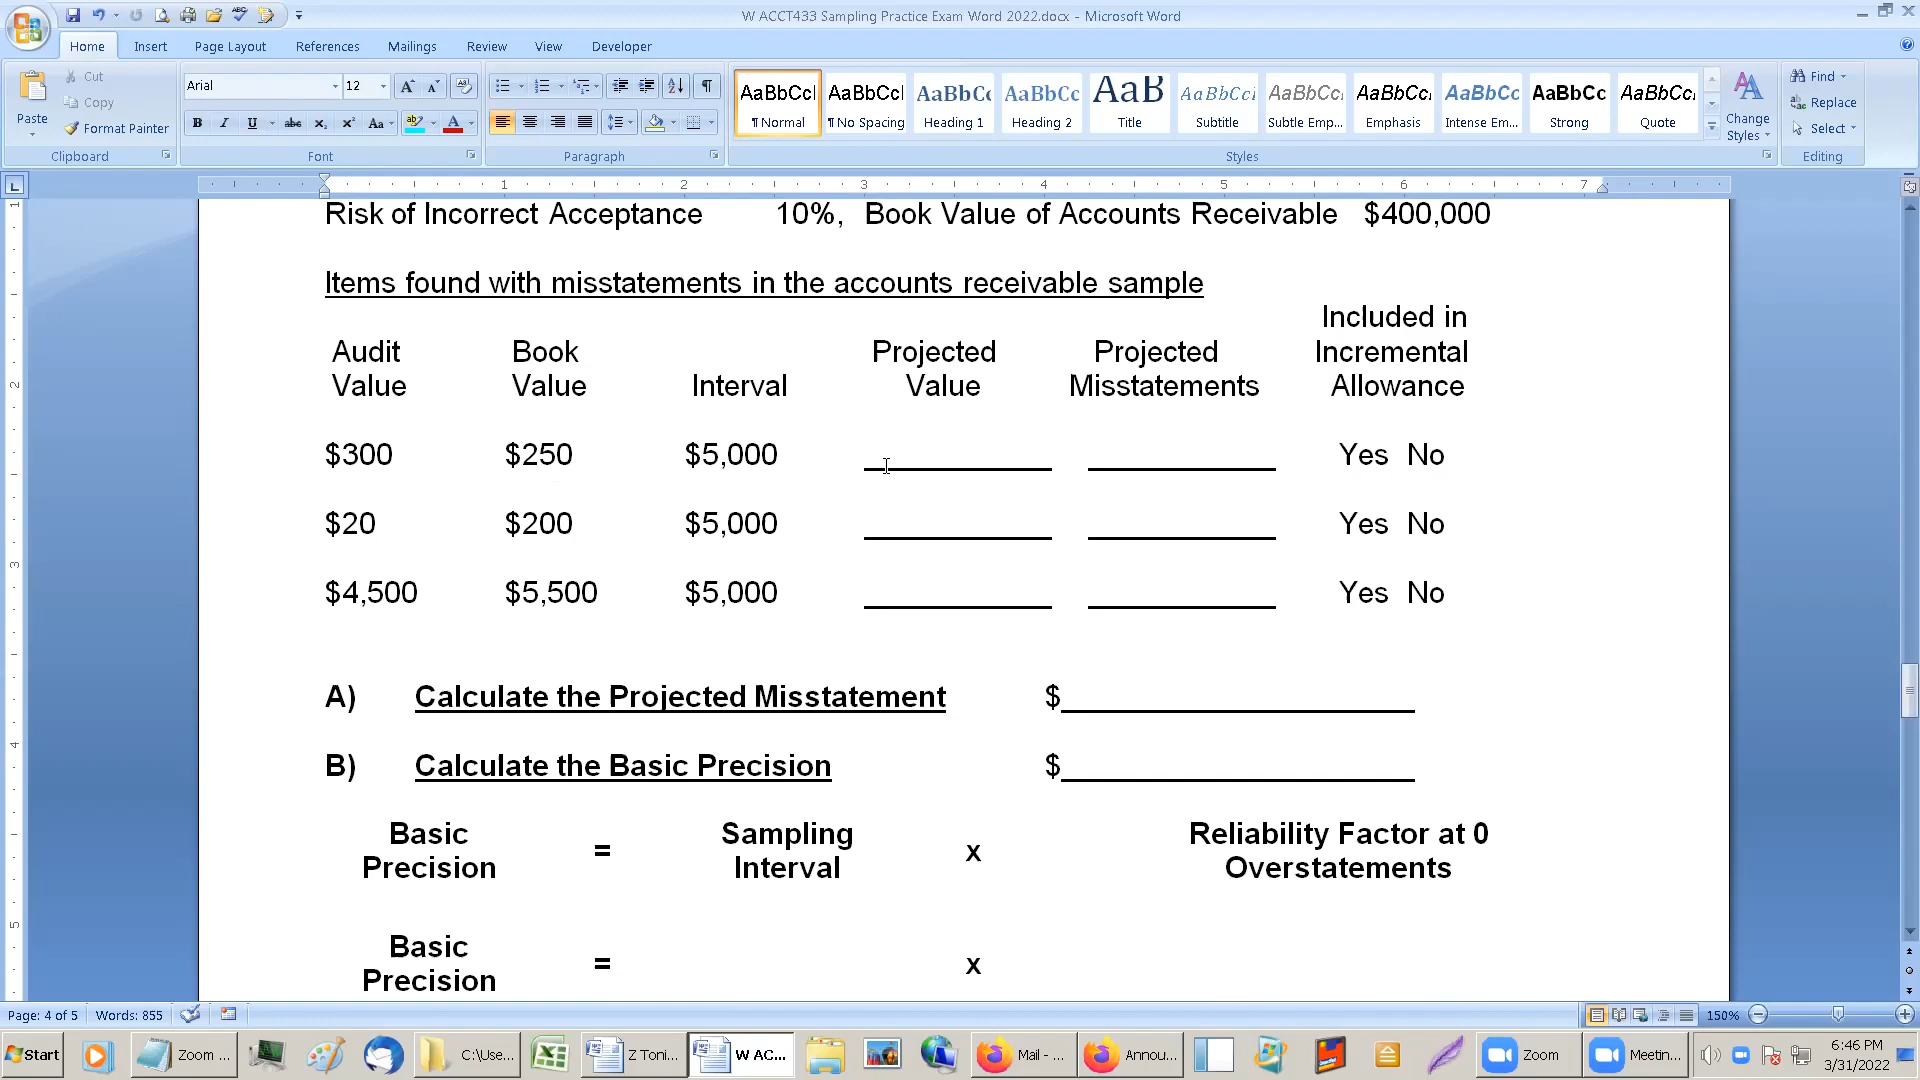 W ACCT433 Sampling Practice Exam Word 2022.docx - Microsoft Word
Home Insert Page Layout References Mailings Review View Developer
Paste
Cut
Copy
Format Painter
Clipboard
Arial 12
Font
Paragraph
AaBbCcI AaBbCcI AaBbC AaBbCc AaB AaBbCcI AaBbCcI AaBbCcI AaBbCc AaBbCc AaBbCcI
¶ Normal ¶ No Spacing Heading 1 Heading 2 Title Subtitle Subtle Emp... Emphasis Intense Em... Strong Quote
Change Styles
Styles
Find
Replace
Select
Editing
1 2 3 4 5 6 7
Risk of Incorrect Acceptance 10%, Book Value of Accounts Receivable $400,000
Items found with misstatements in the accounts receivable sample
Included in
Audit Book Projected Projected Incremental
Value Value Interval Value Misstatements Allowance
$300 $250 $5,000 Yes No
$20 $200 $5,000 Yes No
$4,500 $5,500 $5,000 Yes No
A) Calculate the Projected Misstatement $
B) Calculate the Basic Precision $
Basic Sampling Reliability Factor at 0
Precision = Interval x Overstatements
Basic
Precision = x
Page: 4 of 5 Words: 855 150%
Start Zoom ... C:\Use... Z Toni... W AC... Mail - ... Annou... Zoom Meetin... 6:46 PM
3/31/2022